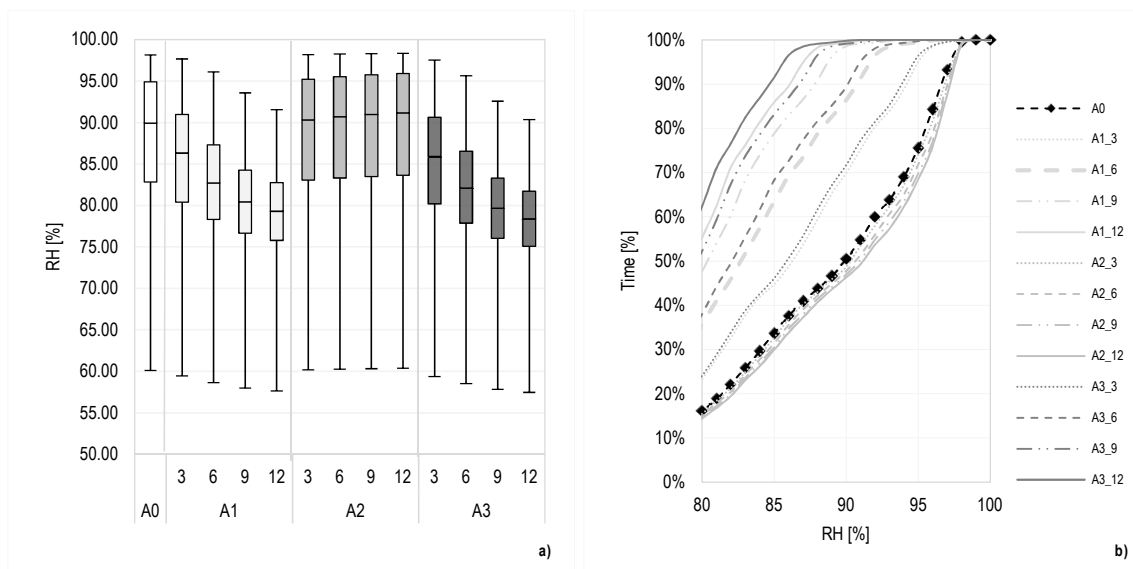 RH [%]
100.00
95.00
90.00
85.00
80.00
75.00
70.00
65.00
60.00
55.00
50.00
3 6 9 12 3 6 9 12 3 6 9 12
A0 A1 A2 A3
a)
Time [%]
100%
90%
80%
70%
60%
50%
40%
30%
20%
10%
0%
80 85 90 95 100
RH [%]
A0
A1_3
A1_6
A1_9
A1_12
A2_3
A2_6
A2_9
A2_12
A3_3
A3_6
A3_9
A3_12
b)